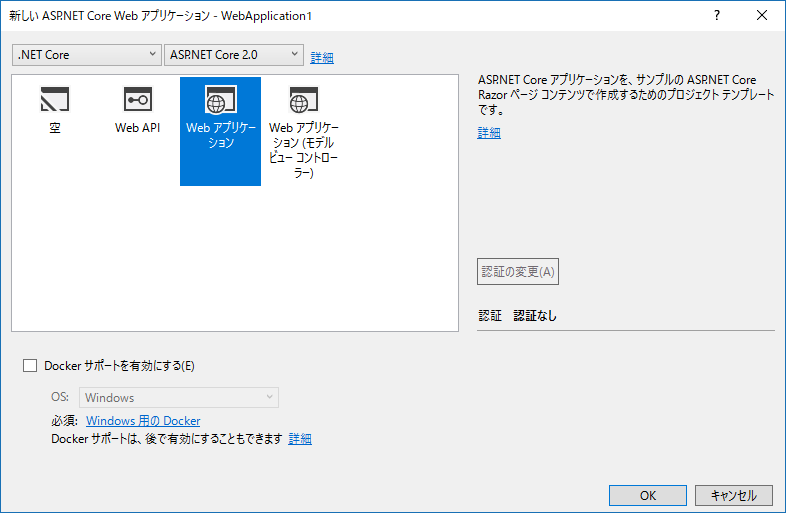 新しい ASP.NET Core Web アプリケーション - WebApplication1
.NET Core
ASP.NET Core 2.0
詳細
空
Web API
Web アプリケー
ション
Web アプリケー
ション (モデル
ビュー コントロー
ラー)
ASP.NET Core アプリケーションを、サンプルの ASP.NET Core
Razor ページ コンテンツで作成するためのプロジェクト テンプレート
です。
詳細
認証の変更(A)
認証 認証なし
Docker サポートを有効にする(E)
OS: Windows
必須: Windows 用の Docker
Docker サポートは、後で有効にすることもできます 詳細
OK
キャンセル